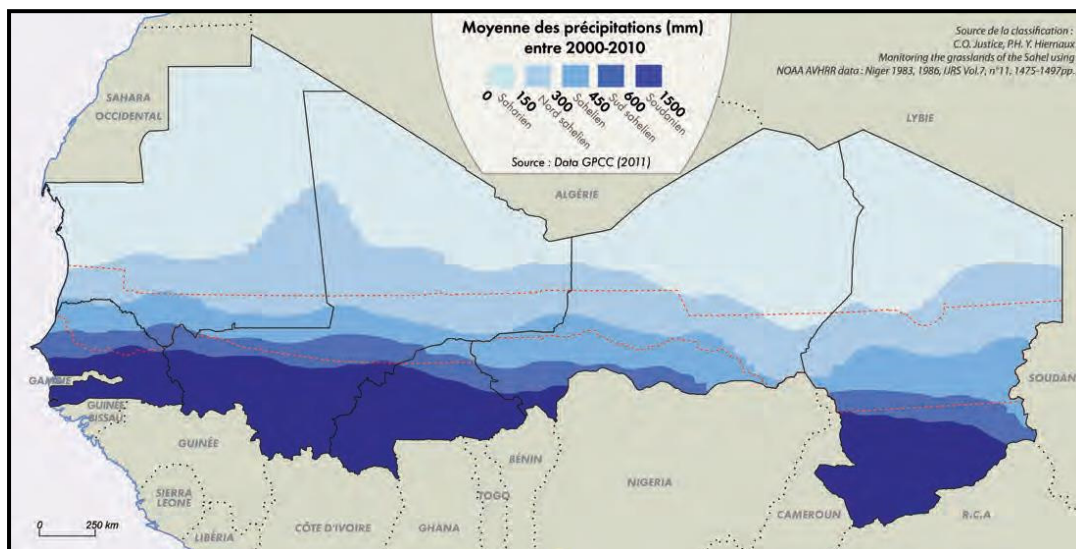 Moyenne des précipitations (mm)
entre 2000-2010
0 150 300 450 600 1500
Saharien
Nord sahelien
Sahelien
Sud sahelien
Soudanien
Source : Data GPCC (2011)
Source de la classification :
C.O. Justice, P.H. Y. Hiernaux
Monitoring the grasslands of the Sahel using
NOAA AVHRR data : Niger 1983, 1986, IJRS Vol.7, n°11. 1475-1497pp.
SAHARA
OCCIDENTAL
LYBIE
ALGÉRIE
GAMBIE
SOUDAN
GUINÉE
BISSAU
GUINÉE
BÉNIN
NIGERIA
SIERRA
LEONE
TOGO
LIBÉRIA
CÔTE D'IVOIRE
GHANA
CAMEROUN
R.C.A
0 250 km